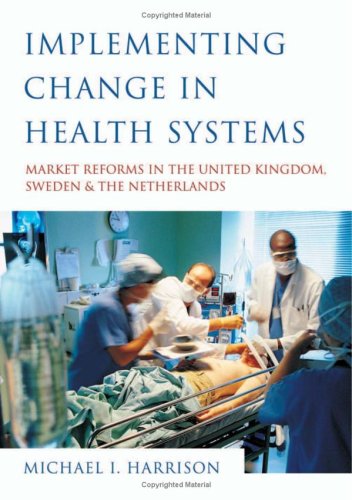 Copyrighted Material
IMPLEMENTING
CHANGE IN
HEALTH SYSTEMS
MARKET REFORMS IN THE UNITED KINGDOM,
SWEDEN & THE NETHERLANDS
MICHAEL I. HARRISON
Copyrighted Material